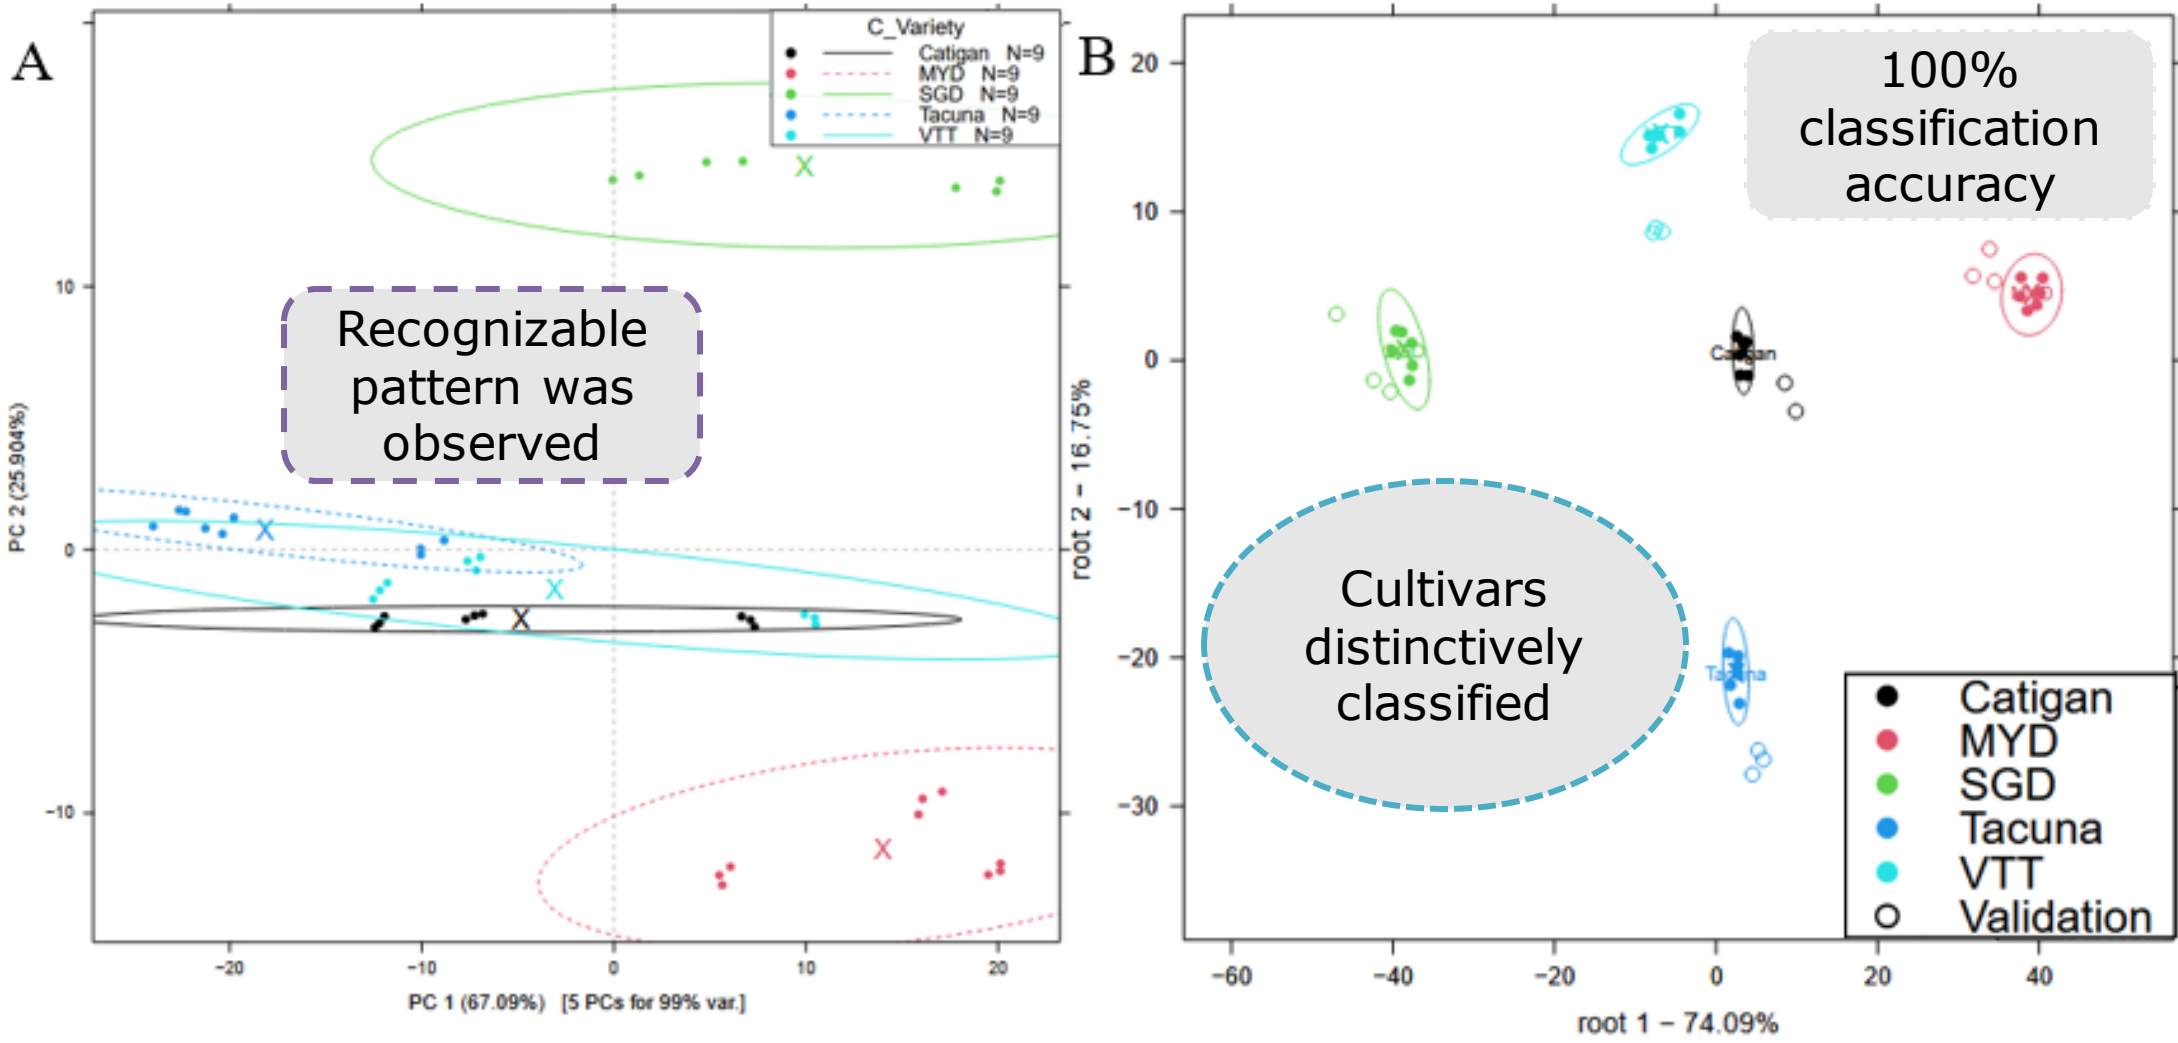 A
C_Variety
Catigan N=9
MYD N=9
SGD N=9
Tacuna N=9
VTT N=9
X
Recognizable
pattern was
observed
10
0
−10
X
X
X
X
PC 2 (25.904%)
−20
−10
0
10
20
PC 1 (67.09%) [5 PCs for 99% var.]
B
100%
classification
accuracy
20
10
0
−10
−20
−30
root 2 − 16.75%
Catigan
Tacuna
Cultivars
distinctively
classified
Catigan
MYD
SGD
Tacuna
VTT
Validation
−60
−40
−20
0
20
40
root 1 − 74.09%